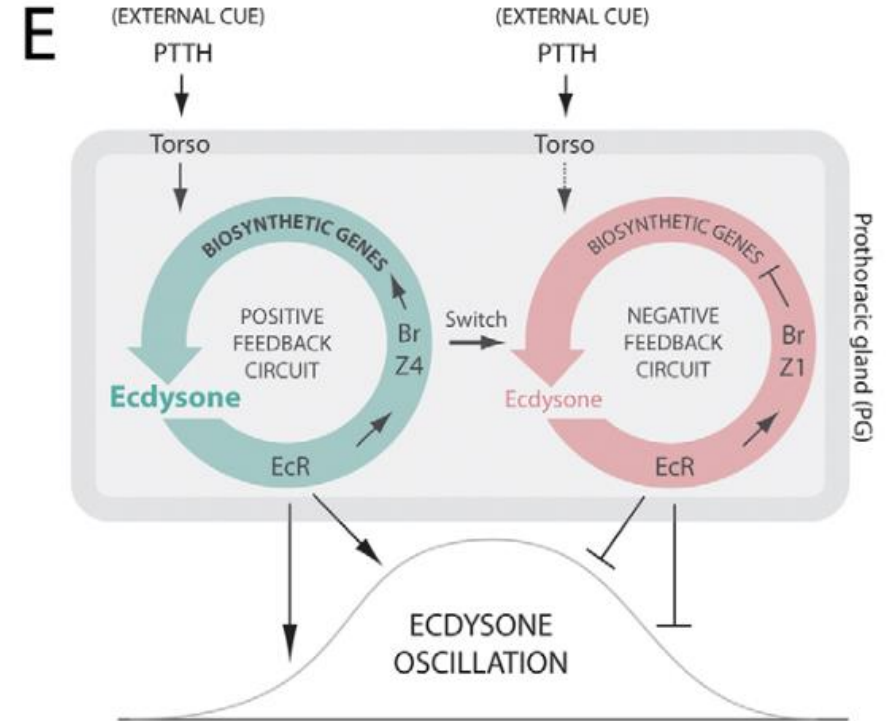 E
(EXTERNAL CUE)
PTTH
Torso
BIOSYNTHETIC GENES
POSITIVE
FEEDBACK
CIRCUIT
Br
Z4
Ecdysone
EcR
Switch
(EXTERNAL CUE)
PTTH
Torso
BIOSYNTHETIC GENES
NEGATIVE
FEEDBACK
CIRCUIT
Br
Z1
Ecdysone
EcR
Prothoracic gland (PG)
ECDYSONE
OSCILLATION